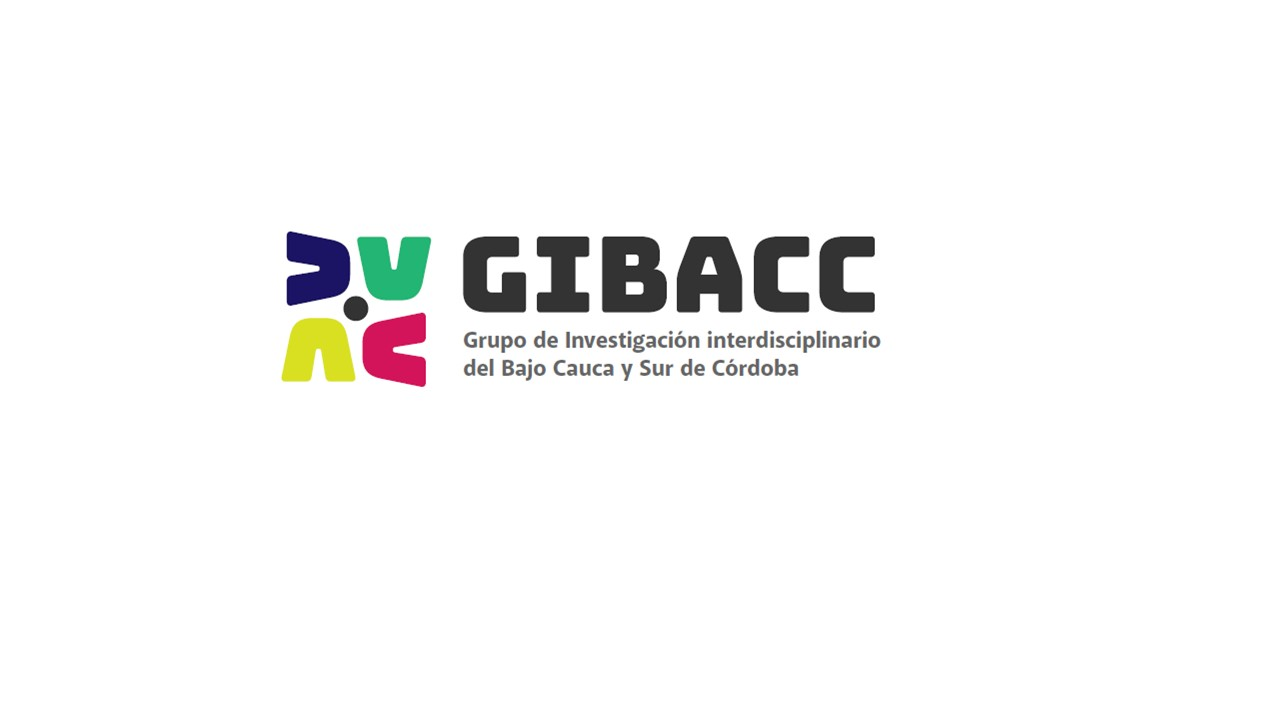 GIBACC
Grupo de Investigación interdisciplinario
del Bajo Cauca y Sur de Córdoba